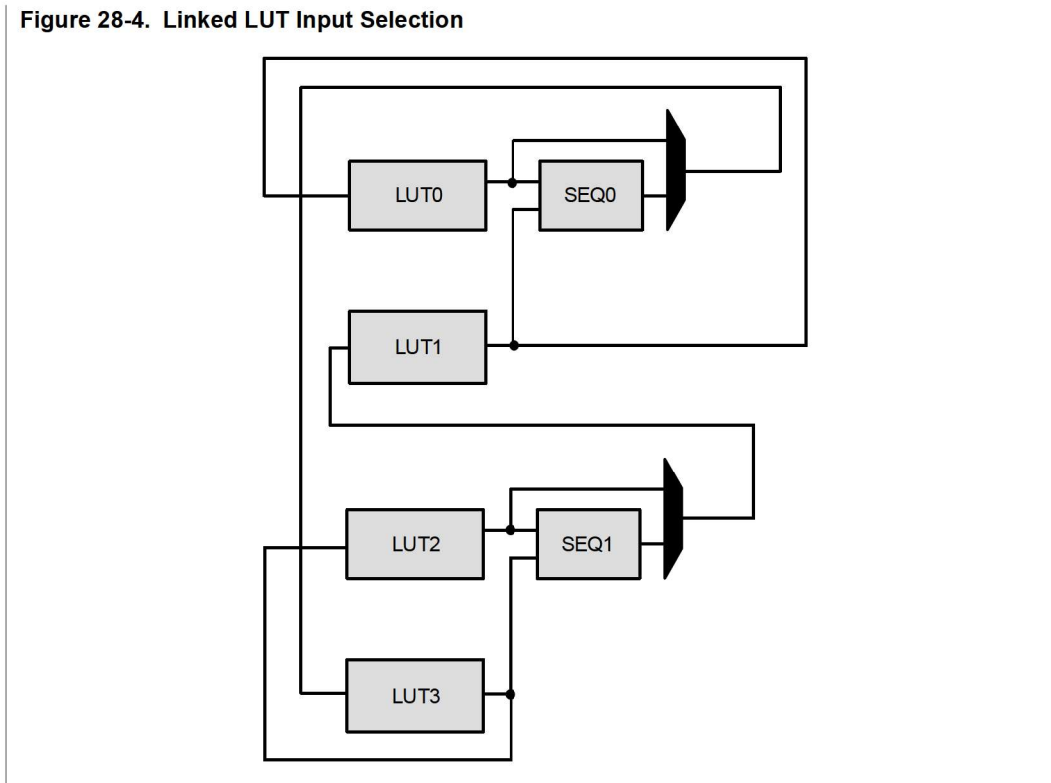 Figure 28-4. Linked LUT Input Selection
LUT0
SEQ0
LUT1
LUT2
SEQ1
LUT3